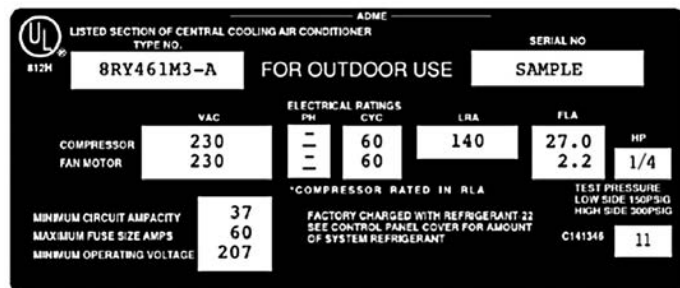 ADME
LISTED SECTION OF CENTRAL COOLING AIR CONDITIONER
UL ®
812H
TYPE NO.
8RY461M3-A
FOR OUTDOOR USE
SERIAL NO
SAMPLE
ELECTRICAL RATINGS
VAC PH CYC LRA FLA HP
COMPRESSOR 230 – 60 140 27.0
FAN MOTOR 230 – 60 2.2 1/4
*COMPRESSOR RATED IN RLA
TEST PRESSURE
LOW SIDE 150PSIG
HIGH SIDE 300PSIG
MINIMUM CIRCUIT AMPACITY 37
MAXIMUM FUSE SIZE AMPS 60
MINIMUM OPERATING VOLTAGE 207
FACTORY CHARGED WITH REFRIGERANT 22
SEE CONTROL PANEL COVER FOR AMOUNT
OF SYSTEM REFRIGERANT
C141346 11